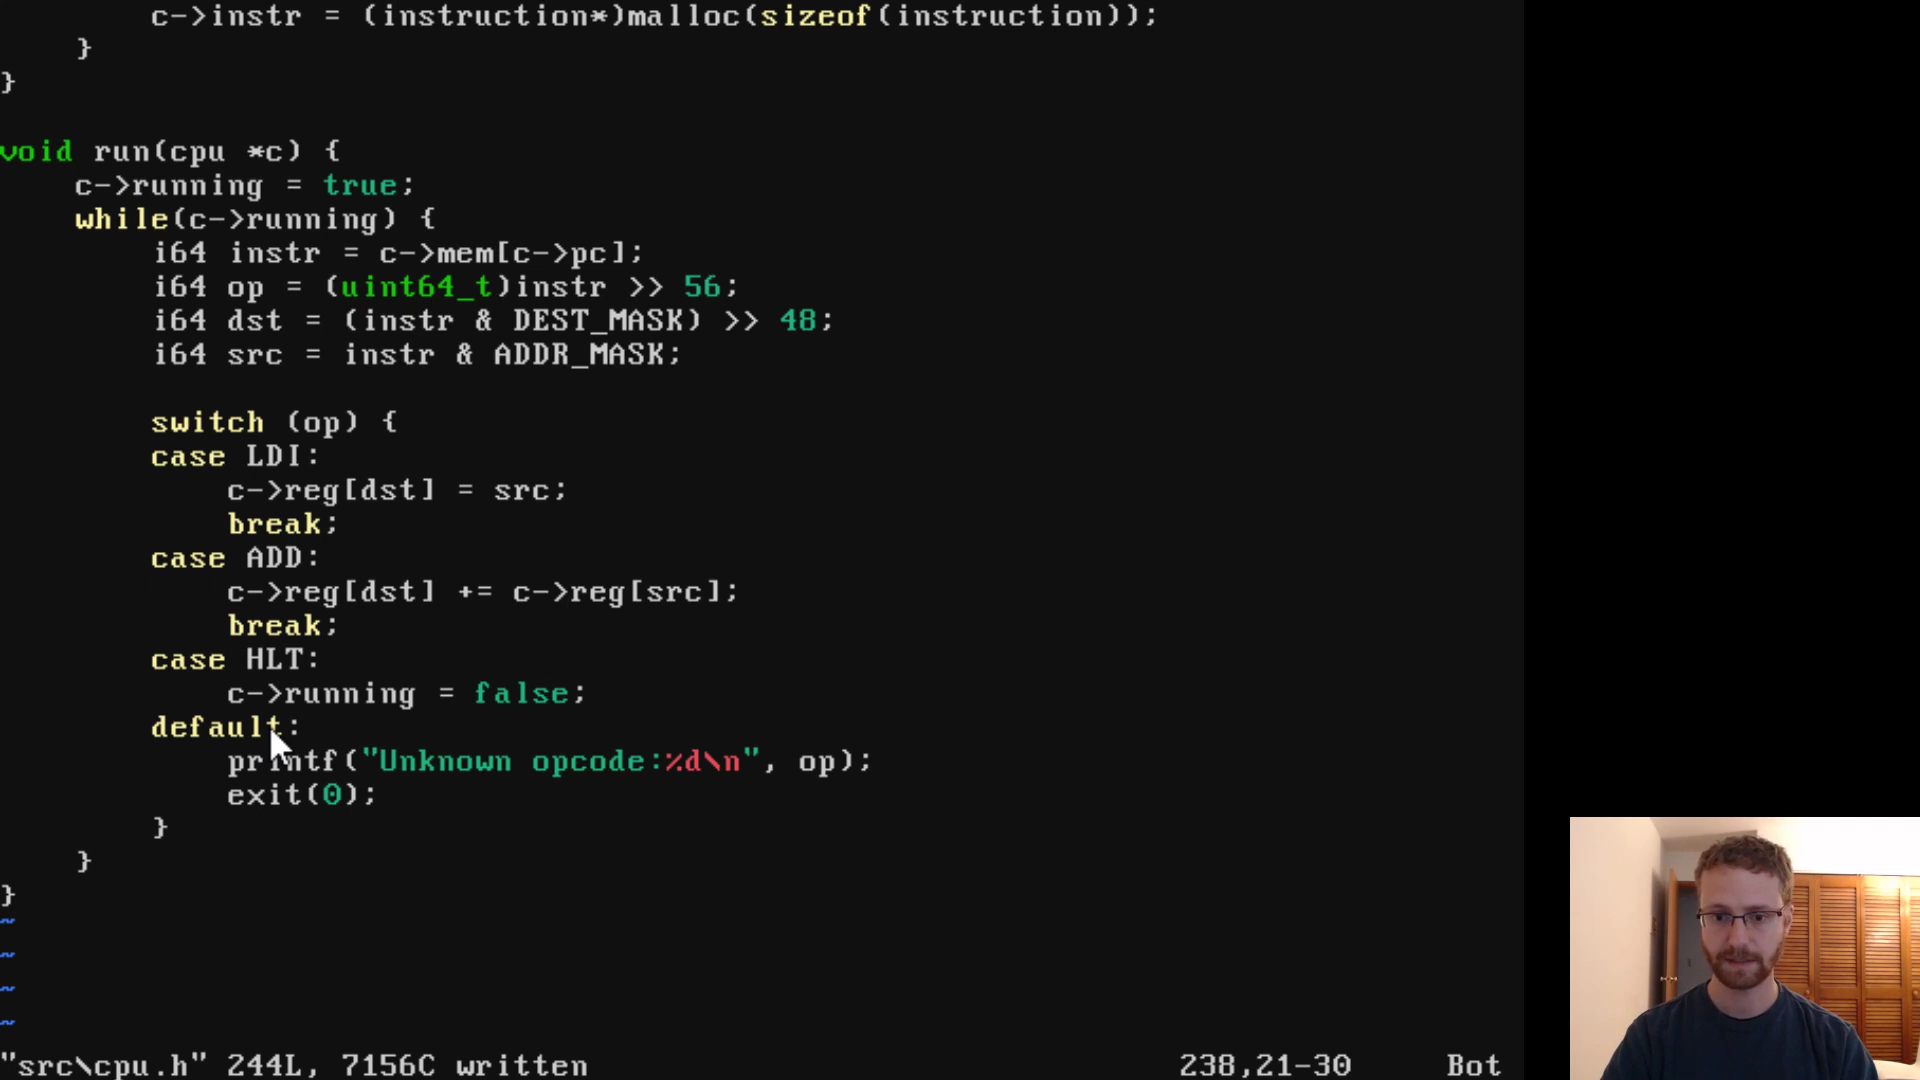 c->instr = (instruction*)malloc(sizeof(instruction));
}
}
void run(cpu *c) {
c->running = true;
while(c->running) {
i64 instr = c->mem[c->pc];
i64 op = (uint64_t)instr >> 56;
i64 dst = (instr & DEST_MASK) >> 48;
i64 src = instr & ADDR_MASK;
switch (op) {
case LDI:
c->reg[dst] = src;
break;
case ADD:
c->reg[dst] += c->reg[src];
break;
case HLT:
c->running = false;
default:
printf("Unknown opcode:%d\n", op);
exit(0);
}
}
}
~
~
~
~
"src\cpu.h" 244L, 7156C written 238,21-30 Bot